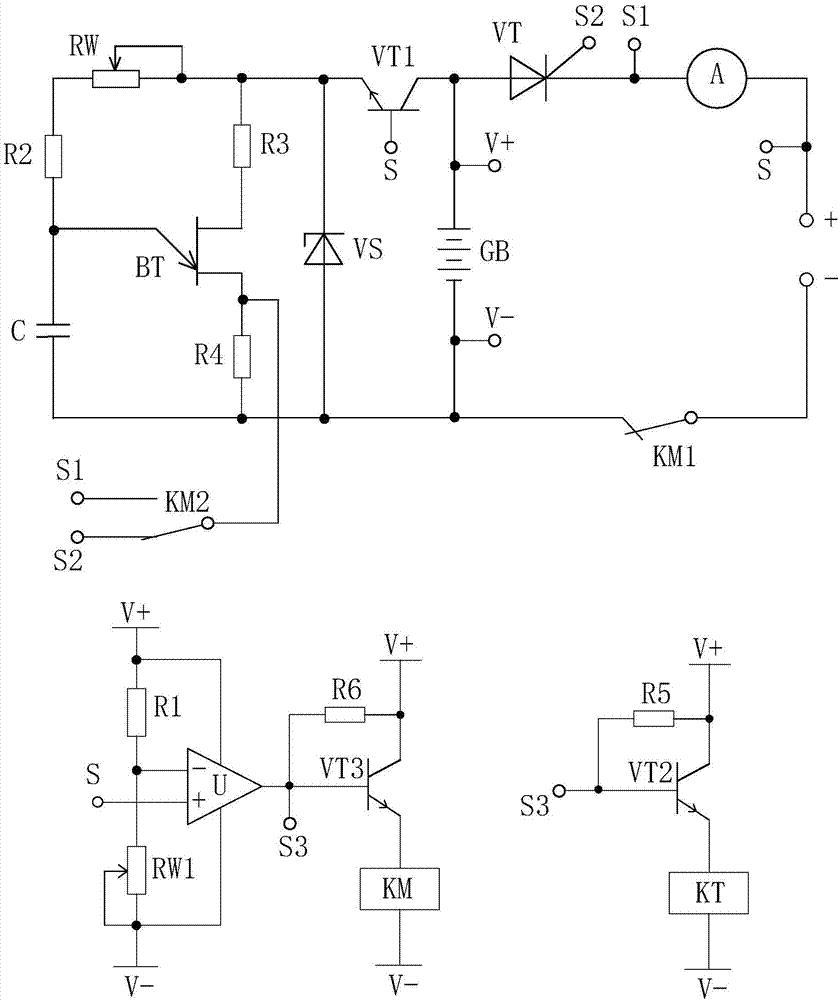 RW
VT1
VT
S2
S1
A
R2
R3
S
V+
S
+
BT
VS
GB
-
C
R4
V-
KM1
S1
KM2
S2
V+
V+
V+
R1
R6
R5
S
-
U
+
VT3
VT2
S3
S3
RW1
KM
KT
V-
V-
V-